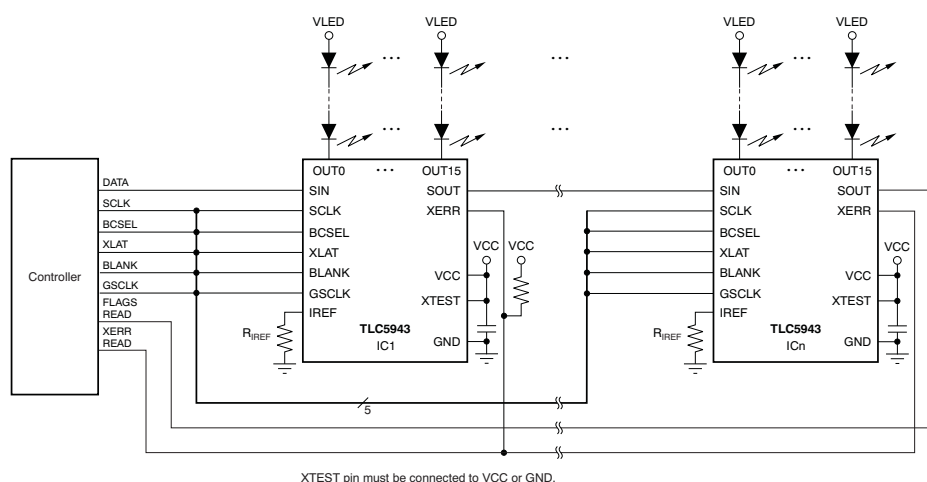 VLED
VLED
VLED
VLED
...
...
...
...
...
...
Controller
DATA
SCLK
BCSEL
XLAT
BLANK
GSCLK
FLAGS
READ
XERR
READ
OUT0 ... OUT15
SIN
SCLK
BCSEL
XLAT
BLANK
GSCLK
IREF
SOUT
XERR
VCC
XTEST
GND
TLC5943
IC1
RIREF
VCC
VCC
5
OUT0 ... OUT15
SIN
SCLK
BCSEL
XLAT
BLANK
GSCLK
IREF
SOUT
XERR
VCC
XTEST
GND
TLC5943
ICn
RIREF
VCC
XTEST pin must be connected to VCC or GND.